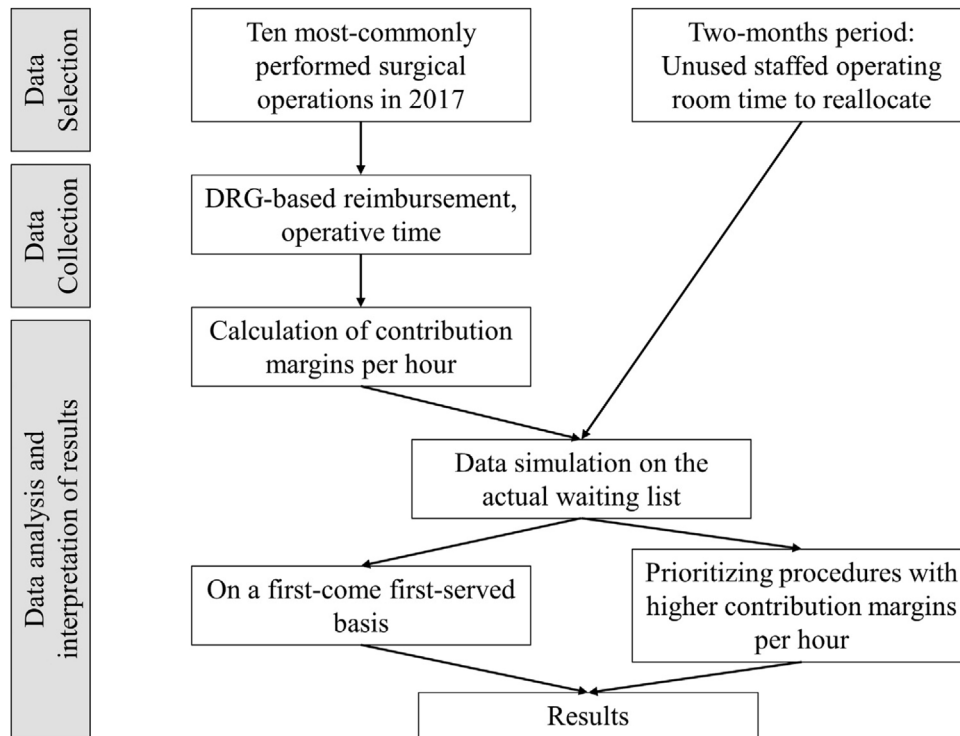 Data
Selection
Ten most-commonly
performed surgical
operations in 2017
Two-months period:
Unused staffed operating
room time to reallocate
Data
Collection
DRG-based reimbursement,
operative time
Data analysis and
interpretation of results
Calculation of contribution
margins per hour
Data simulation on the
actual waiting list
On a first-come first-served
basis
Prioritizing procedures with
higher contribution margins
per hour
Results